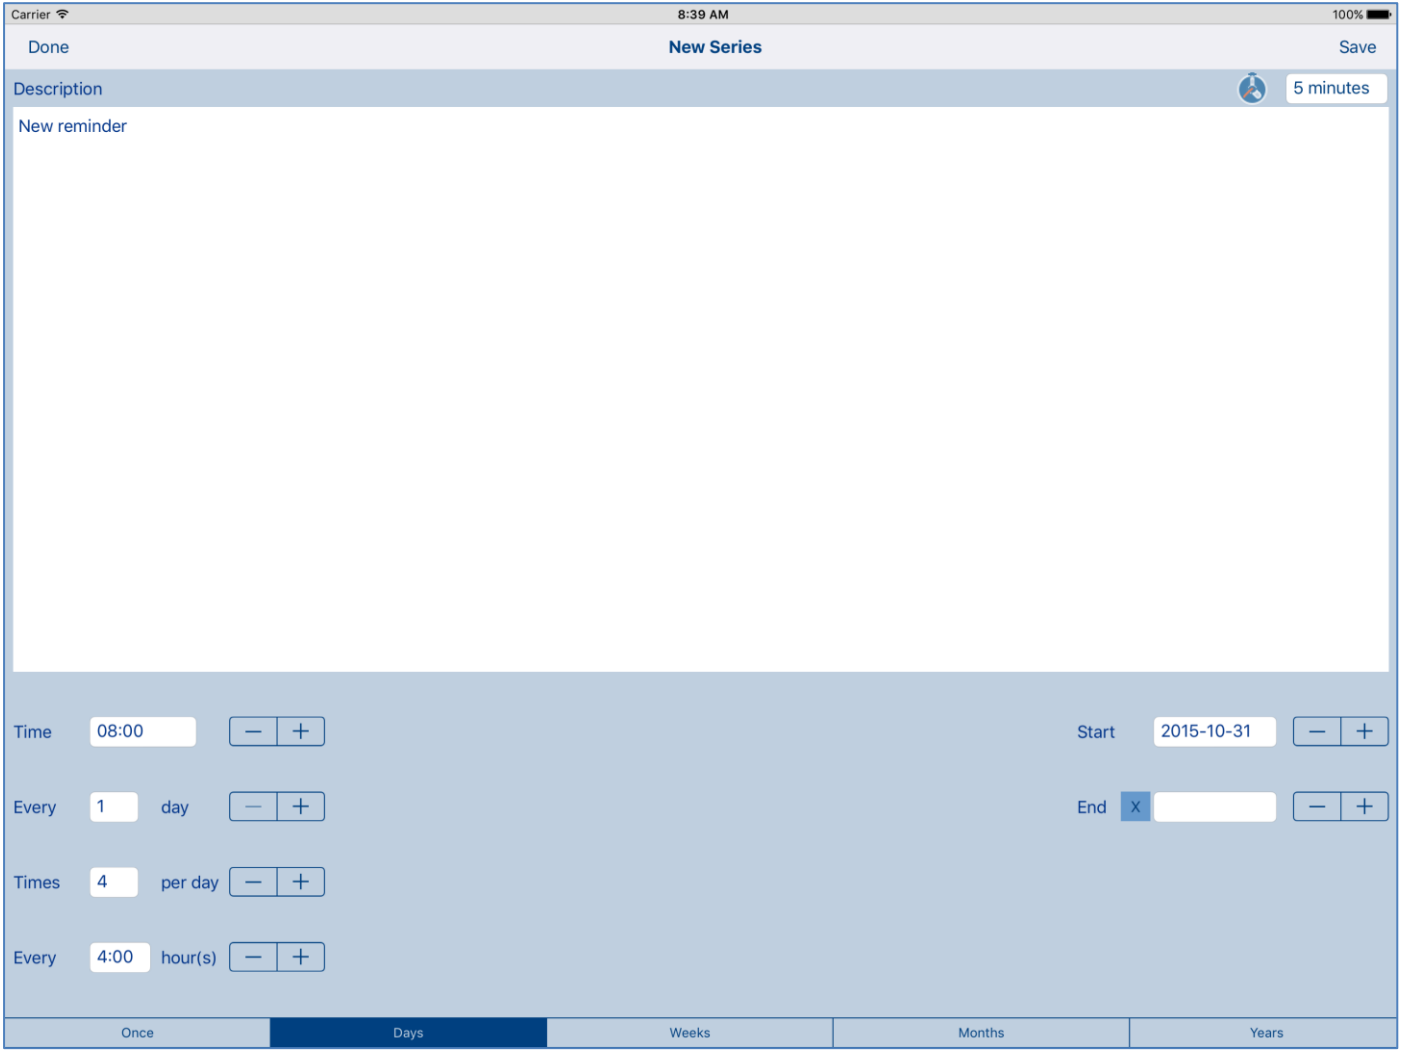 Carrier 8:39 AM 100%
Done New Series Save
Description 5 minutes
New reminder
Time 08:00 — + Start 2015-10-31 — +
Every 1 day — + End X — +
Times 4 per day — +
Every 4:00 hour(s) — +
Once Days Weeks Months Years